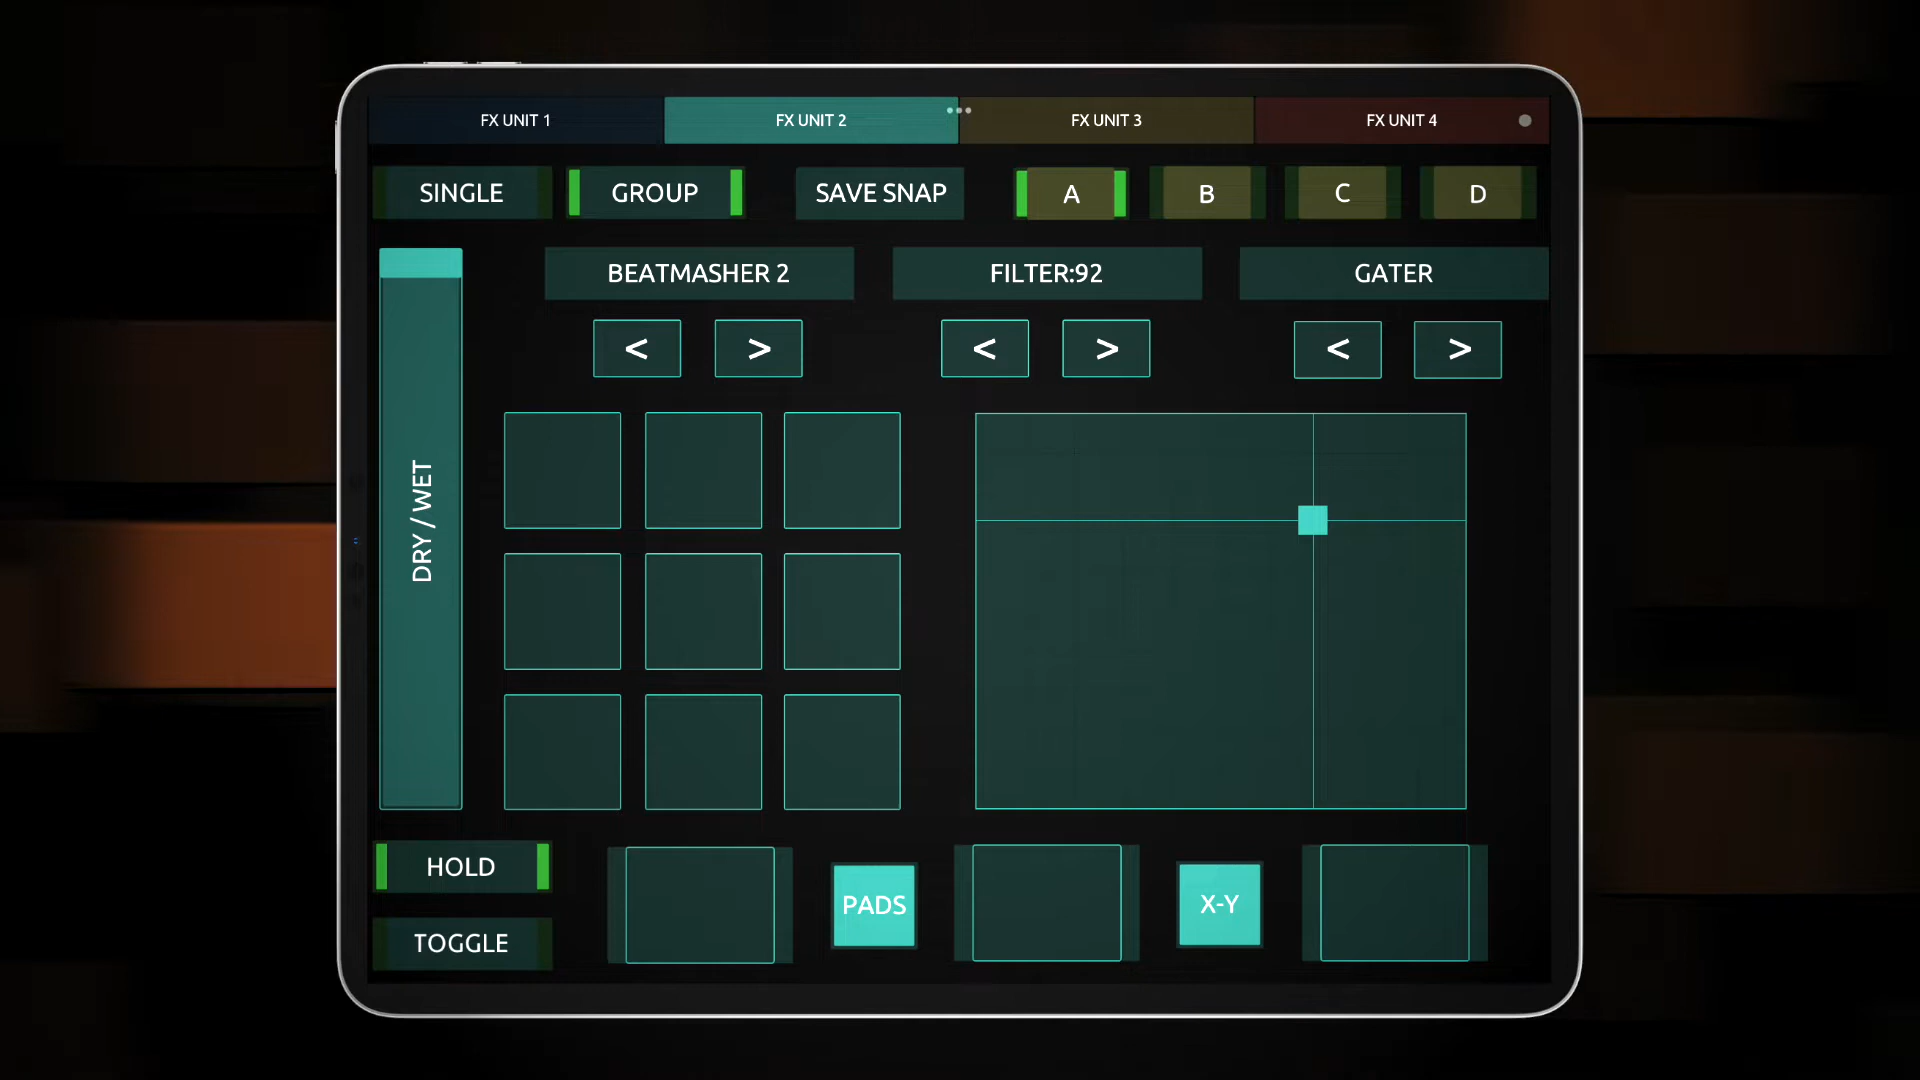 FX UNIT 1
FX UNIT 2
FX UNIT 3
FX UNIT 4
SINGLE
GROUP
SAVE SNAP
A
B
C
D
BEATMASHER 2
FILTER:92
GATER
<
>
<
>
<
>
DRY / WET
HOLD
TOGGLE
PADS
X-Y